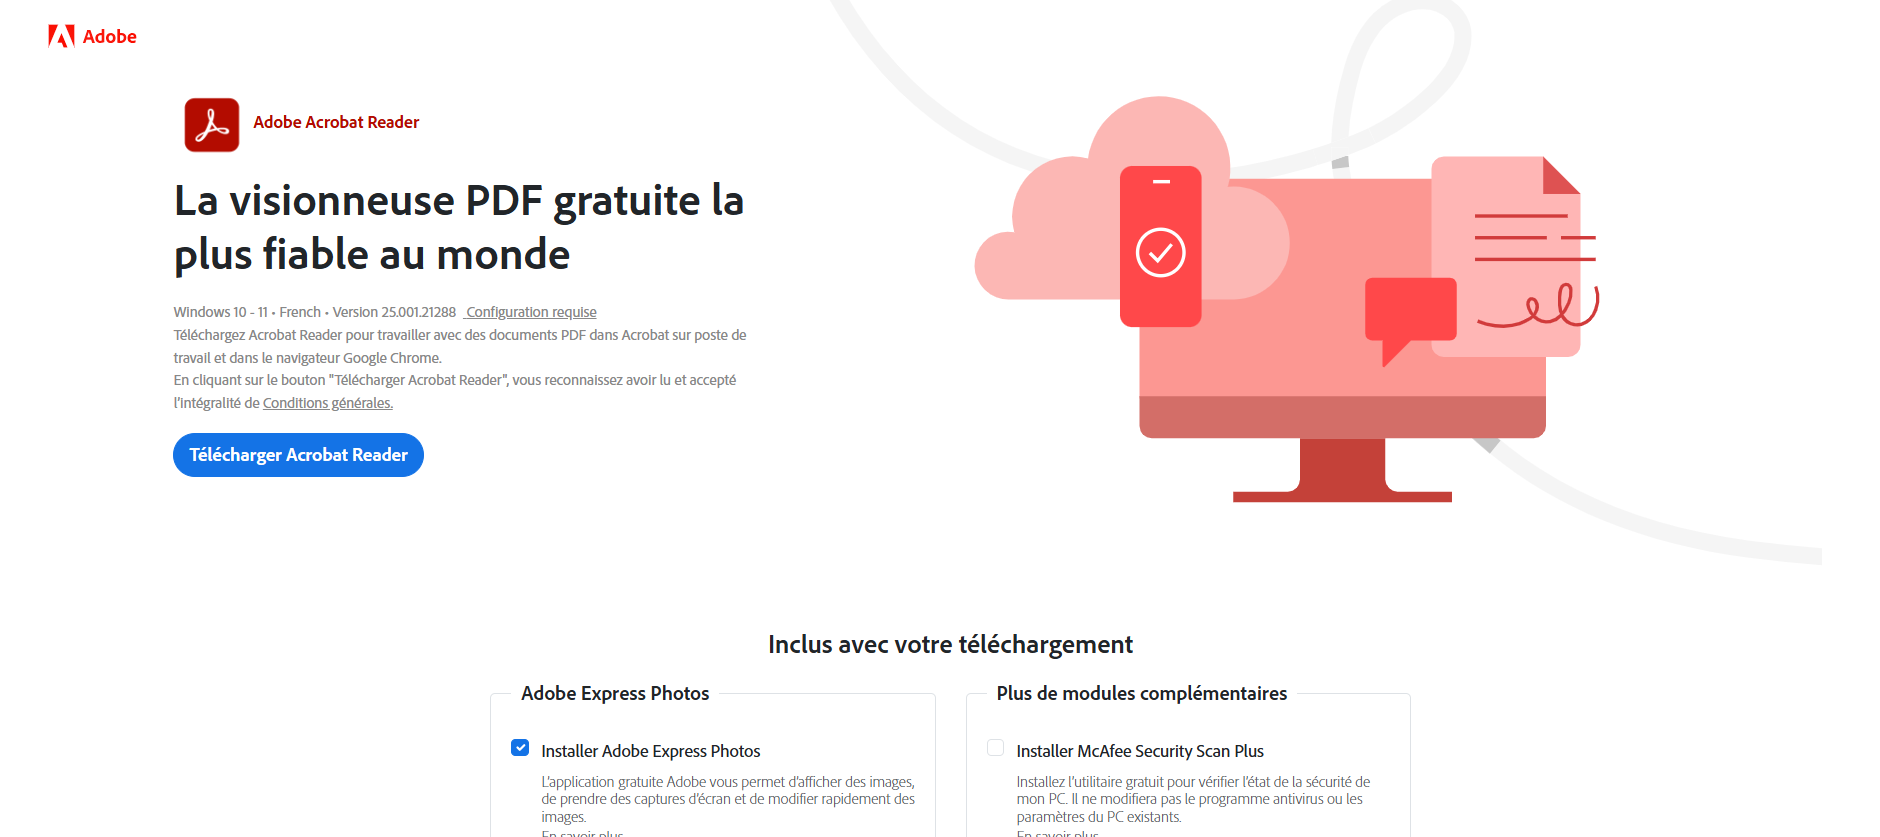 Adobe
Adobe Acrobat Reader
La visionneuse PDF gratuite la
plus fiable au monde
Windows 10 - 11 • French • Version 25.001.21288 Configuration requise
Téléchargez Acrobat Reader pour travailler avec des documents PDF dans Acrobat sur poste de
travail et dans le navigateur Google Chrome.
En cliquant sur le bouton "Télécharger Acrobat Reader", vous reconnaissez avoir lu et accepté
l'intégralité de Conditions générales.
Télécharger Acrobat Reader
Inclus avec votre téléchargement
Adobe Express Photos
Installer Adobe Express Photos
L'application gratuite Adobe vous permet d'afficher des images,
de prendre des captures d'écran et de modifier rapidement des
images.
En savoir plus
Plus de modules complémentaires
Installer McAfee Security Scan Plus
Installez l'utilitaire gratuit pour vérifier l'état de la sécurité de
mon PC. Il ne modifiera pas le programme antivirus ou les
paramètres du PC existants.
En savoir plus